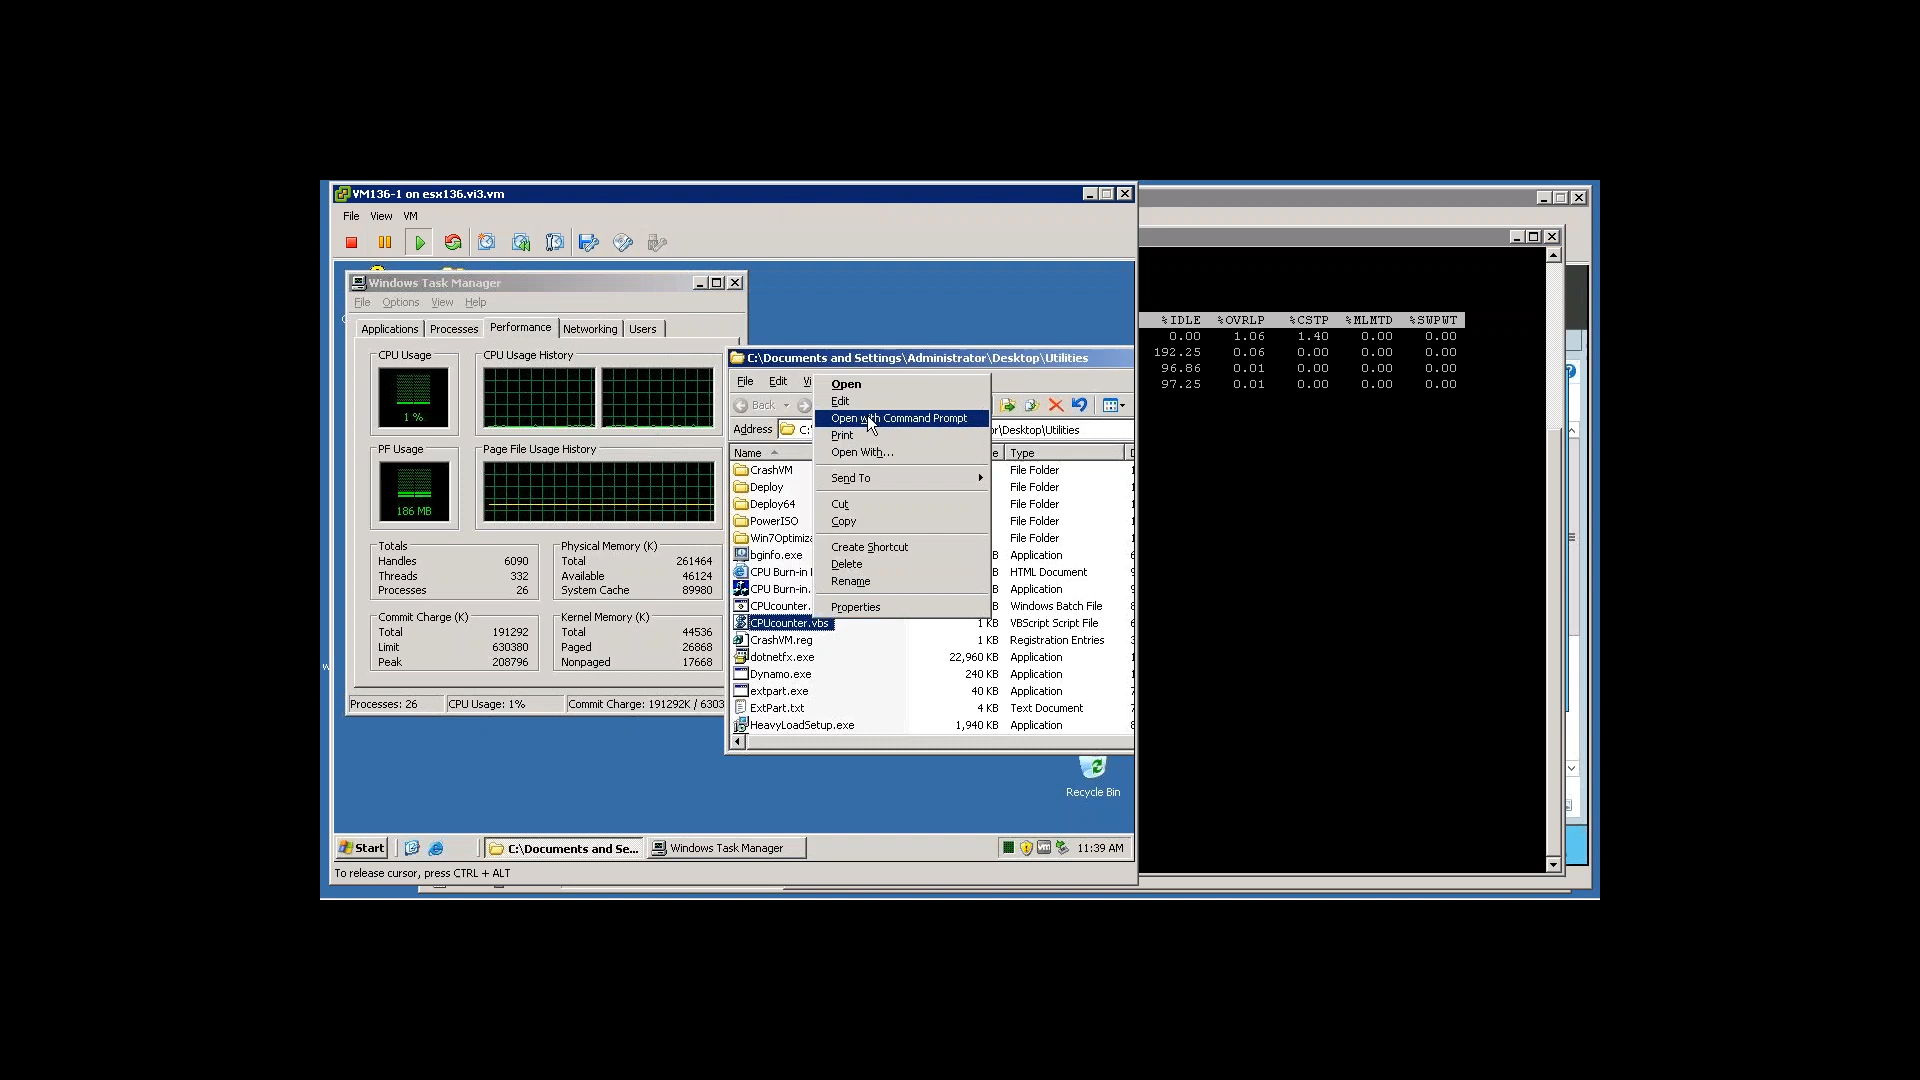 VM136-1 on esx136.vi3.vm
File View VM
Windows Task Manager
File Options View Help
Applications Processes Performance Networking Users
CPU Usage CPU Usage History
1 %
PF Usage Page File Usage History
186 MB
Totals
Handles 6090
Threads 332
Processes 26
Physical Memory (K)
Total 261464
Available 46124
System Cache 89980
Commit Charge (K)
Total 191292
Limit 630380
Peak 208796
Kernel Memory (K)
Total 44536
Paged 26868
Nonpaged 17668
Processes: 26 CPU Usage: 1% Commit Charge: 191292K / 6303
C:\Documents and Settings\Administrator\Desktop\Utilities
File Edit Vi
Back
Address C: or\Desktop\Utilities
Name e Type
CrashVM File Folder
Deploy File Folder
Deploy64 File Folder
PowerISO File Folder
Win7Optimiz File Folder
bginfo.exe B Application
CPU Burn-in B HTML Document
CPU Burn-in. B Application
CPUcounter. B Windows Batch File
CPUcounter.vbs 1 KB VBScript Script File
CrashVM.reg 1 KB Registration Entries
dotnetfx.exe 22,960 KB Application
Dynamo.exe 240 KB Application
extpart.exe 40 KB Application
ExtPart.txt 4 KB Text Document
HeavyLoadSetup.exe 1,940 KB Application
Open
Edit
Open with Command Prompt
Print
Open With...
Send To
Cut
Copy
Create Shortcut
Delete
Rename
Properties
Recycle Bin
Start C:\Documents and Se... Windows Task Manager 11:39 AM
To release cursor, press CTRL + ALT
%IDLE %OVRLP %CSTP %MLMTD %SWPWT
0.00 1.06 1.40 0.00 0.00
192.25 0.06 0.00 0.00 0.00
96.86 0.01 0.00 0.00 0.00
97.25 0.01 0.00 0.00 0.00